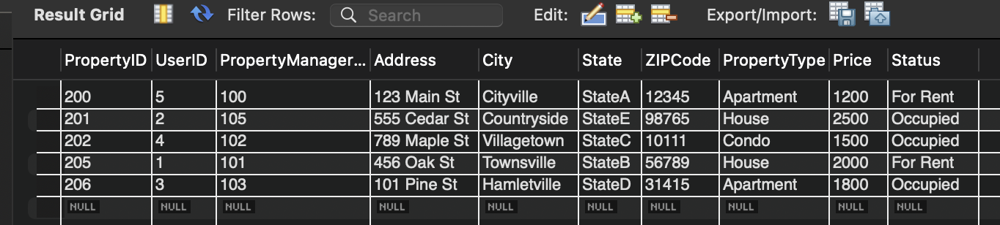 Result Grid Filter Rows: Search Edit: Export/Import:
PropertyID UserID PropertyManager... Address City State ZIPCode PropertyType Price Status
200 5 100 123 Main St Cityville StateA 12345 Apartment 1200 For Rent
201 2 105 555 Cedar St Countryside StateE 98765 House 2500 Occupied
202 4 102 789 Maple St Villagetown StateC 10111 Condo 1500 Occupied
205 1 101 456 Oak St Townsville StateB 56789 House 2000 For Rent
206 3 103 101 Pine St Hamletville StateD 31415 Apartment 1800 Occupied
NULL NULL NULL NULL NULL NULL NULL NULL NULL NULL